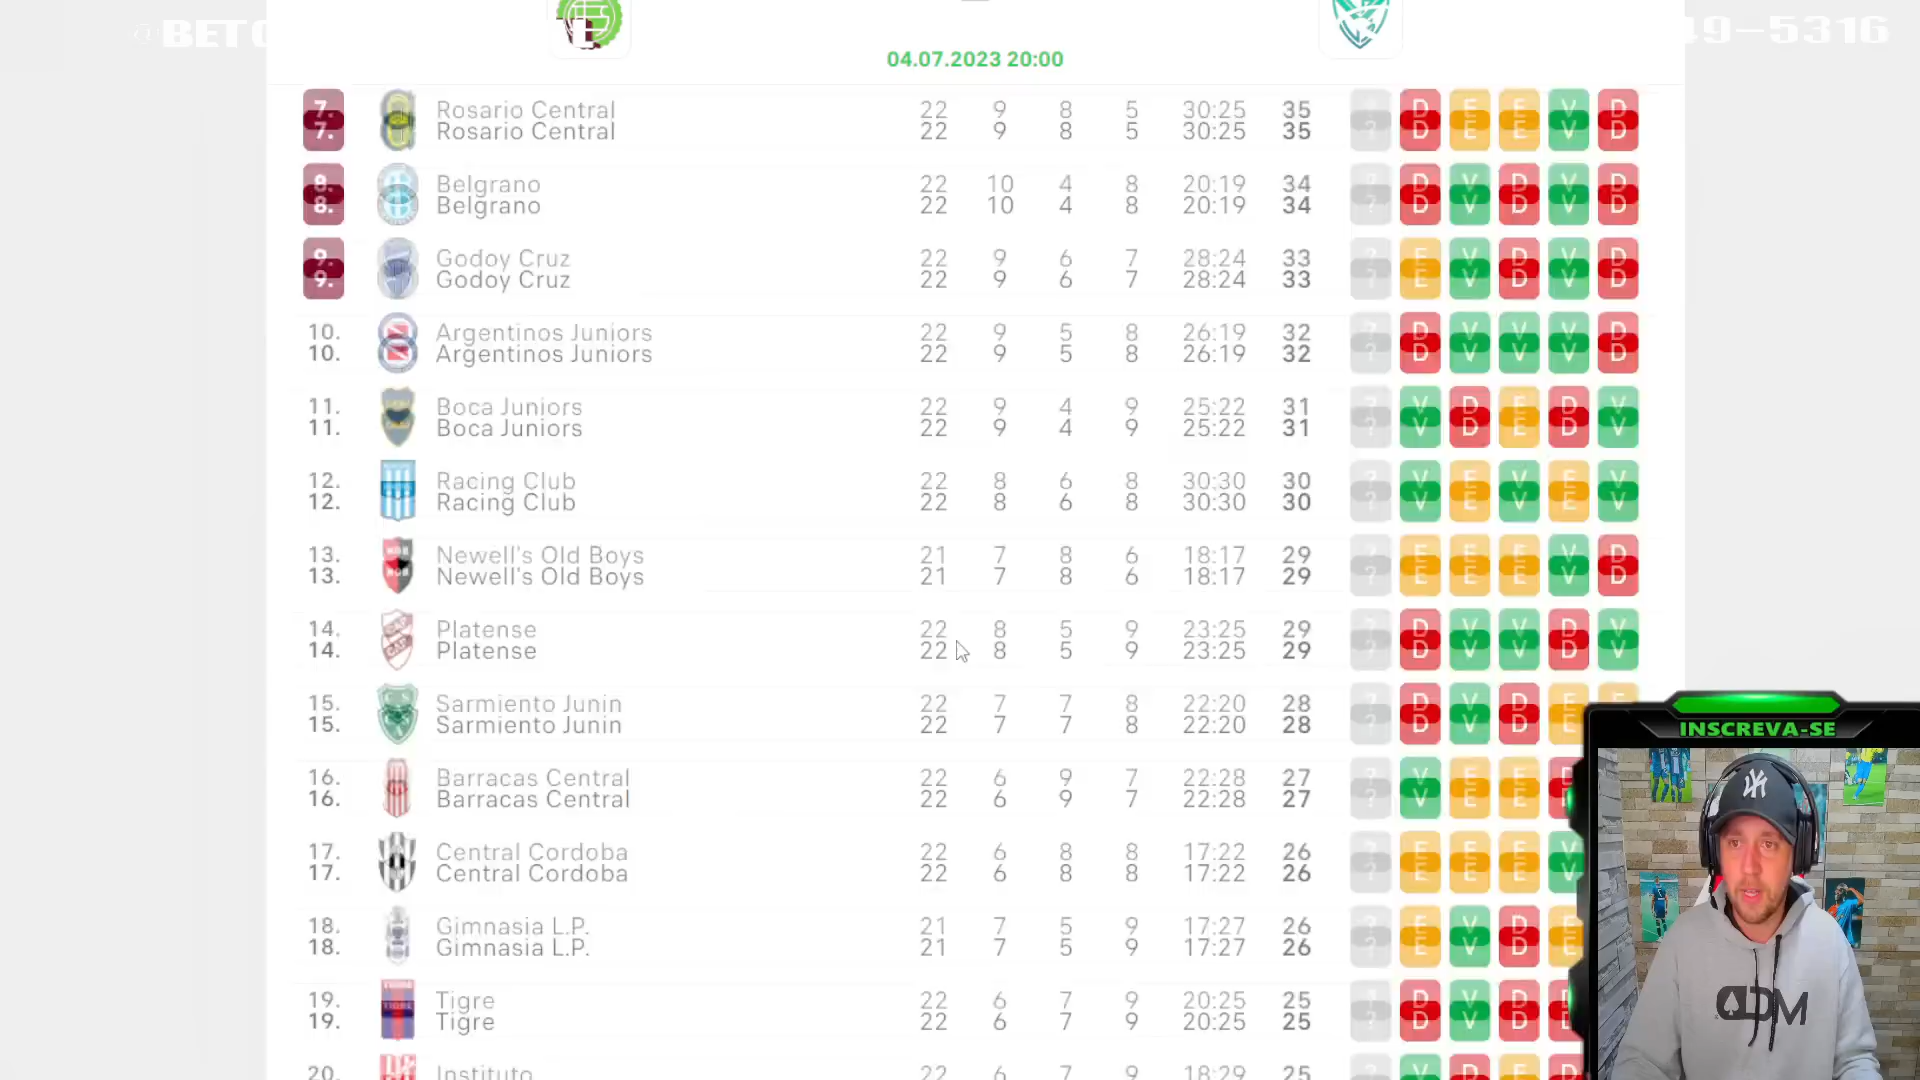 @BETC
49-5316
04.07.2023 20:00
7. Rosario Central 22 9 8 5 30:25 35 ? D E E V D
7. Rosario Central 22 9 8 5 30:25 35 ? D E E V D
8. Belgrano 22 10 4 8 20:19 34 ? D V D V D
8. Belgrano 22 10 4 8 20:19 34 ? D V D V D
9. Godoy Cruz 22 9 6 7 28:24 33 ? E V D V D
9. Godoy Cruz 22 9 6 7 28:24 33 ? E V D V D
10. Argentinos Juniors 22 9 5 8 26:19 32 ? D V V V D
10. Argentinos Juniors 22 9 5 8 26:19 32 ? D V V V D
11. Boca Juniors 22 9 4 9 25:22 31 ? V D E D V
11. Boca Juniors 22 9 4 9 25:22 31 ? V D E D V
12. Racing Club 22 8 6 8 30:30 30 ? V E V E V
12. Racing Club 22 8 6 8 30:30 30 ? V E V E V
13. Newell's Old Boys 21 7 8 6 18:17 29 ? E E E V D
13. Newell's Old Boys 21 7 8 6 18:17 29 ? E E E V D
14. Platense 22 8 5 9 23:25 29 ? D V V D V
14. Platense 22 8 5 9 23:25 29 ? D V V D V
15. Sarmiento Junin 22 7 7 8 22:20 28 ? D V D E E
15. Sarmiento Junin 22 7 7 8 22:20 28 ? D V D E
16. Barracas Central 22 6 9 7 22:28 27 ? V E E D
16. Barracas Central 22 6 9 7 22:28 27 ? V E E D
17. Central Cordoba 22 6 8 8 17:22 26 ? E E E V
17. Central Cordoba 22 6 8 8 17:22 26 ? E E E V
18. Gimnasia L.P. 21 7 5 9 17:27 26 ? E V D E
18. Gimnasia L.P. 21 7 5 9 17:27 26 ? E V D E
19. Tigre 22 6 7 9 20:25 25 ? D V D D
19. Tigre 22 6 7 9 20:25 25 ? D V D D
20. Instituto 22 6 7 9 18:29 25 ? V D E D
INSCREVA-SE
NY
ADM